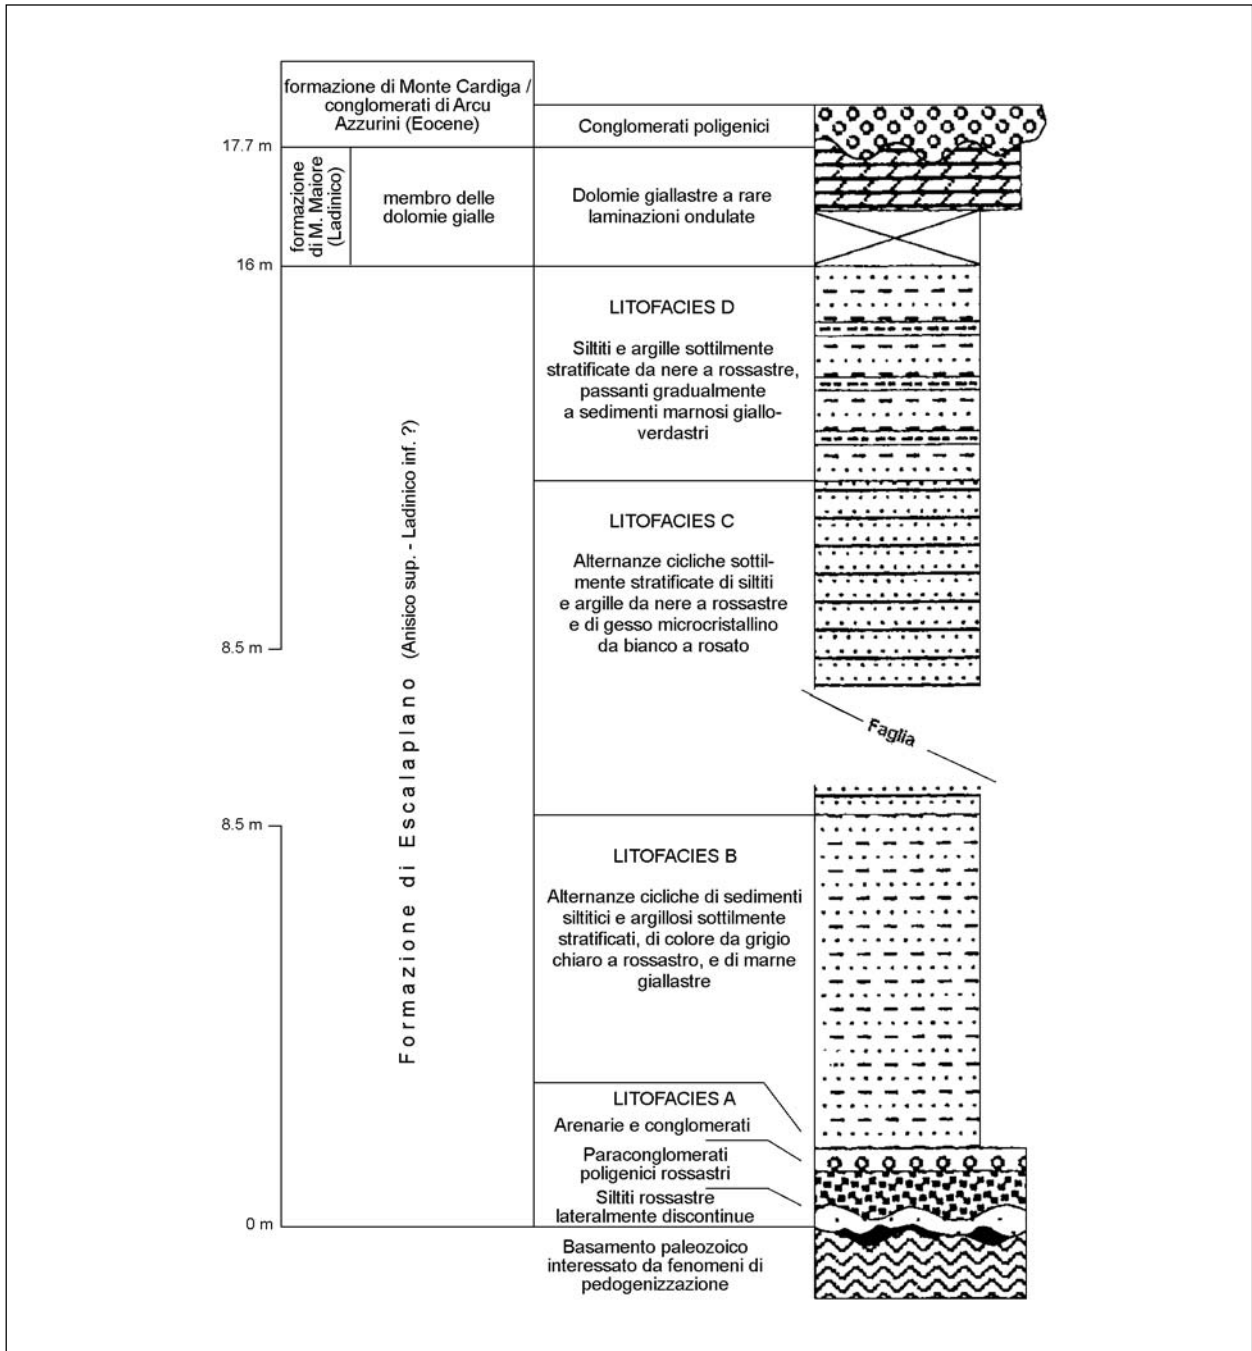 formazione di Monte Cardiga /
conglomerati di Arcu
Azzurini (Eocene)
Conglomerati poligenici
17.7 m
formazione
di M. Maiore
(Ladinico)
membro delle
dolomie gialle
Dolomie giallastre a rare
laminazioni ondulate
16 m
LITOFACIES D
Siltiti e argille sottilmente
stratificate da nere a rossastre,
passanti gradualmente
a sedimenti marnosi giallo-
verdastri
Formazione di Escalaplano (Anisico sup. - Ladinico inf. ?)
LITOFACIES C
Alternanze cicliche sottil-
mente stratificate di siltiti
e argille da nere a rossastre
e di gesso microcristallino
da bianco a rosato
8.5 m
Faglia
8.5 m
LITOFACIES B
Alternanze cicliche di sedimenti
siltitici e argillosi sottilmente
stratificati, di colore da grigio
chiaro a rossastro, e di marne
giallastre
LITOFACIES A
Arenarie e conglomerati
Paraconglomerati
poligenici rossastri
Siltiti rossastre
lateralmente discontinue
0 m
Basamento paleozoico
interessato da fenomeni di
pedogenizzazione